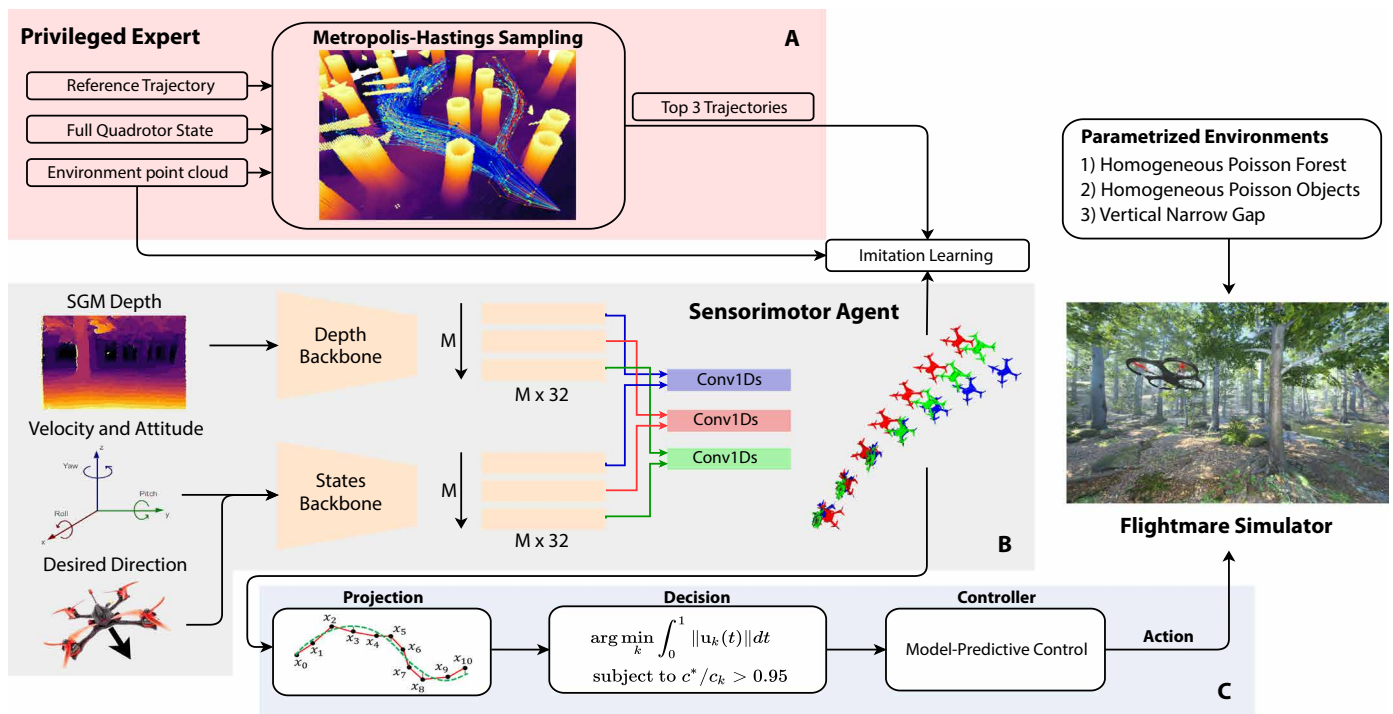 Privileged Expert
Metropolis-Hastings Sampling
A
Reference Trajectory
Full Quadrotor State
Environment point cloud
Top 3 Trajectories
Imitation Learning
Parametrized Environments
1) Homogeneous Poisson Forest
2) Homogeneous Poisson Objects
3) Vertical Narrow Gap
Flightmare Simulator
SGM Depth
Velocity and Attitude
z
Yaw
Pitch
y
Roll
x
Desired Direction
Depth
Backbone
States
Backbone
M
M x 32
M
M x 32
Sensorimotor Agent
Conv1Ds
Conv1Ds
Conv1Ds
B
Projection
x₀
x₁
x₂
x₃
x₄
x₅
x₆
x₇
x₈
x₉
x₁₀
Decision
arg min_k ∫₀¹ ‖u_k(t)‖dt
subject to c*/c_k > 0.95
Controller
Model-Predictive Control
Action
C